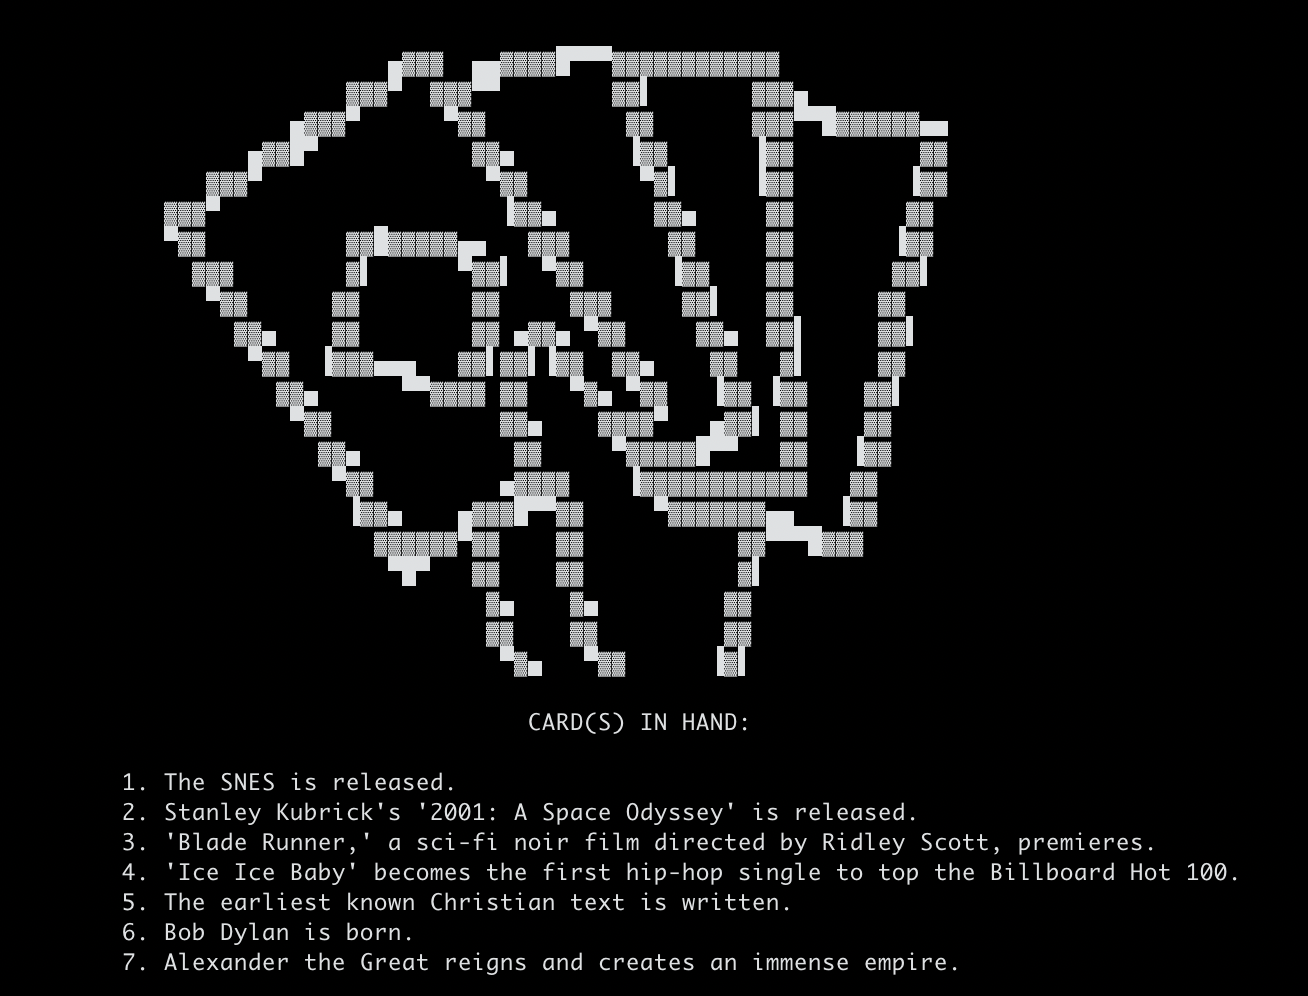 CARD(S) IN HAND:
1. The SNES is released.
2. Stanley Kubrick's '2001: A Space Odyssey' is released.
3. 'Blade Runner,' a sci-fi noir film directed by Ridley Scott, premieres.
4. 'Ice Ice Baby' becomes the first hip-hop single to top the Billboard Hot 100.
5. The earliest known Christian text is written.
6. Bob Dylan is born.
7. Alexander the Great reigns and creates an immense empire.